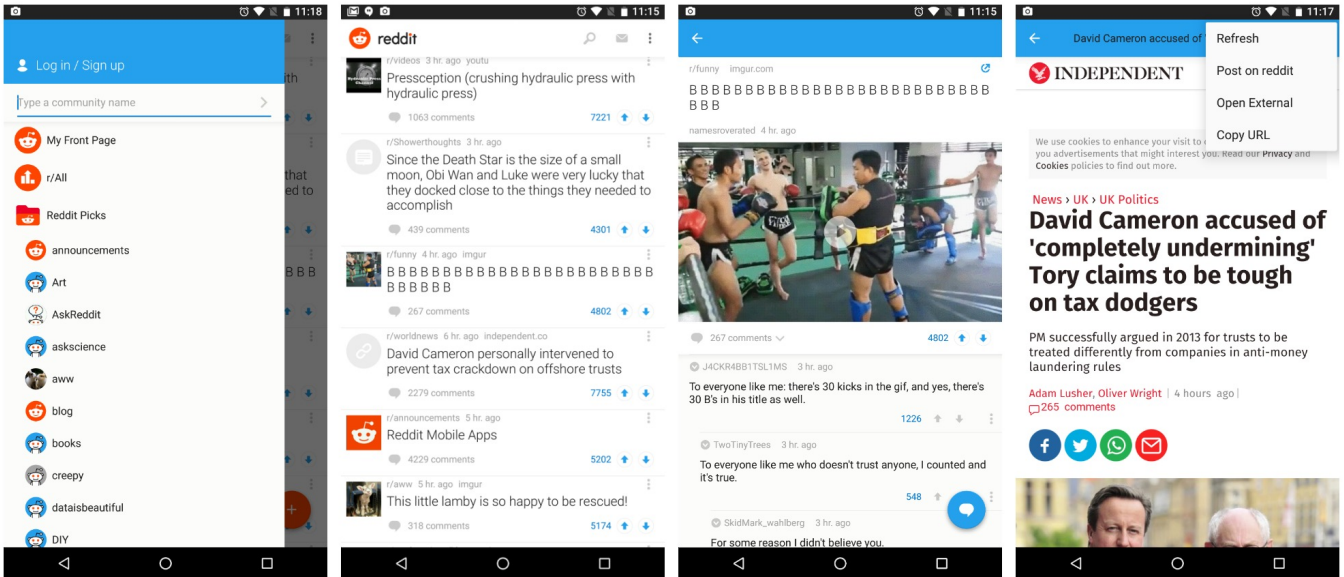 11:18
Log in / Sign up
Type a community name
My Front Page
r/All
Reddit Picks
announcements
Art
AskReddit
askscience
aww
blog
books
creepy
dataisbeautiful
DIY
ith
that
ed to
B B B
11:15
reddit
r/videos 3 hr. ago youtu
Pressception (crushing hydraulic press with
hydraulic press)
1063 comments 7221
r/Showerthoughts 3 hr. ago
Since the Death Star is the size of a small
moon, Obi Wan and Luke were very lucky that
they docked close to the things they needed to
accomplish
439 comments 4301
r/funny 4 hr. ago imgur
B B B B B B B B B B B B B B B B B B B B B B B B
B B B B B B
267 comments 4802
r/worldnews 6 hr. ago independent.co
David Cameron personally intervened to
prevent tax crackdown on offshore trusts
2279 comments 7755
r/announcements 5 hr. ago
Reddit Mobile Apps
4229 comments 5202
r/aww 5 hr. ago imgur
This little lamby is so happy to be rescued!
318 comments 5174
11:15
r/funny imgur.com
B B B B B B B B B B B B B B B B B B B B B B B B B B B
B B B
namesroverated 4 hr. ago
267 comments 4802
J4CKR4BB1TSL1MS 3 hr. ago
To everyone like me: there's 30 kicks in the gif, and yes, there's
30 B's in his title as well.
1226
TwoTinyTrees 3 hr. ago
To everyone like me who doesn't trust anyone, I counted and
it's true.
548
SkidMark_wahlberg 3 hr. ago
For some reason I didn't believe you.
11:17
David Cameron accused of
Refresh
Post on reddit
Open External
Copy URL
INDEPENDENT
We use cookies to enhance your visit to
you advertisements that might interest you. Read our Privacy and
Cookies policies to find out more.
News › UK › UK Politics
David Cameron accused of
'completely undermining'
Tory claims to be tough
on tax dodgers
PM successfully argued in 2013 for trusts to be
treated differently from companies in anti-money
laundering rules
Adam Lusher, Oliver Wright | 4 hours ago |
265 comments